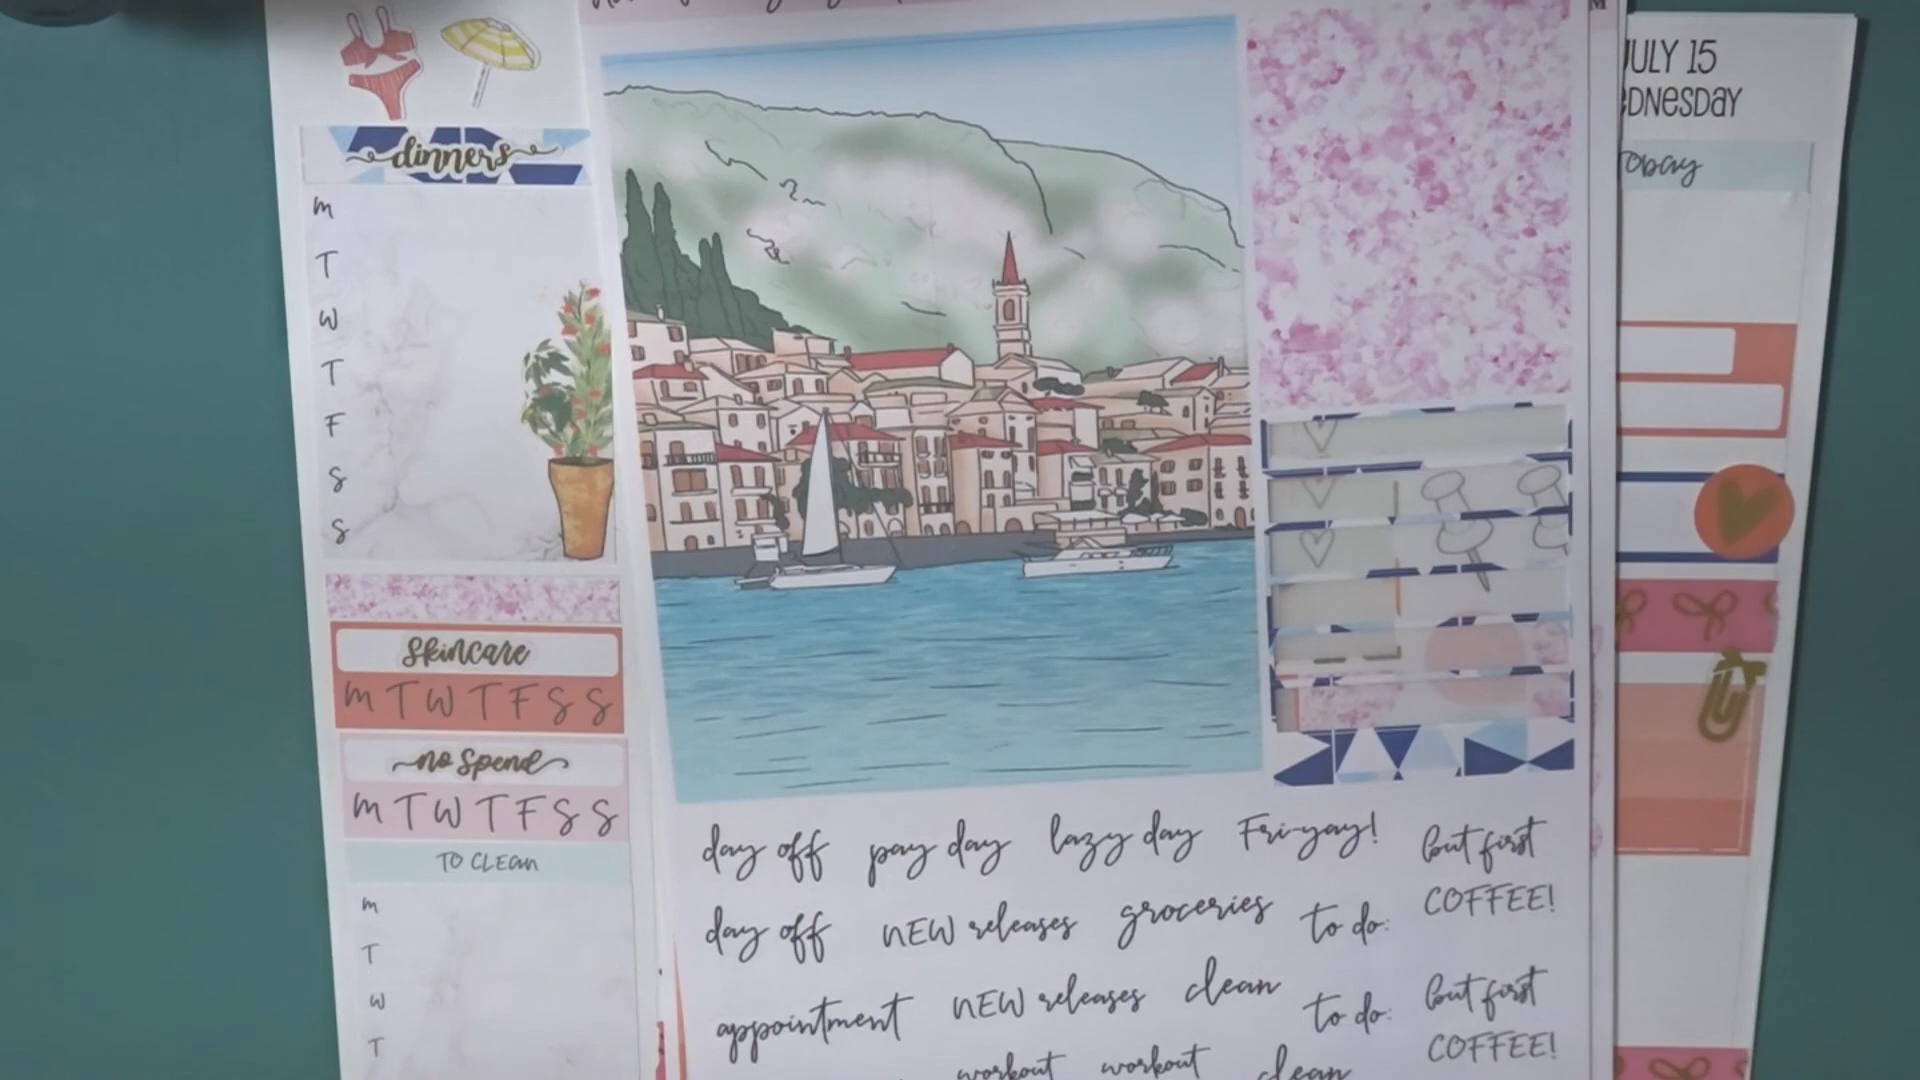 dinners
M
T
W
T
F
S
S
skincare
M T W T F S S
no spend
M T W T F S S
TO CLEAN
M
T
W
T
day off pay day lazy day Fri-yay! but first
COFFEE!
day off NEW releases groceries to do:
appointment NEW releases clean to do: but first
COFFEE!
workout workout clean
JULY 15
TODAY